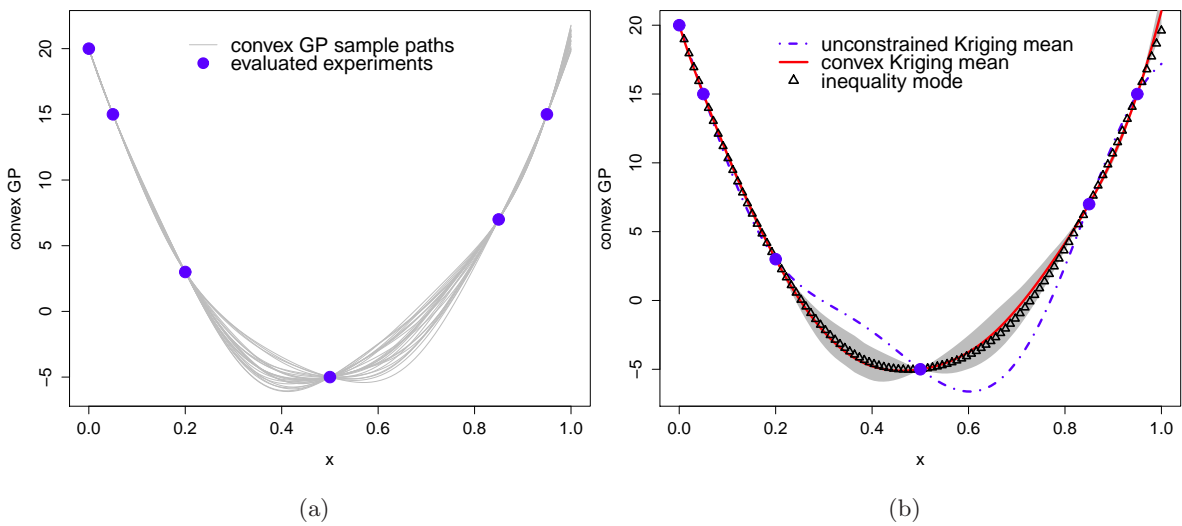 convex GP sample paths
evaluated experiments
20
15
10
5
0
−5
convex GP
0.0 0.2 0.4 0.6 0.8 1.0
x
(a)
unconstrained Kriging mean
convex Kriging mean
inequality mode
20
15
10
5
0
−5
convex GP
0.0 0.2 0.4 0.6 0.8 1.0
x
(b)